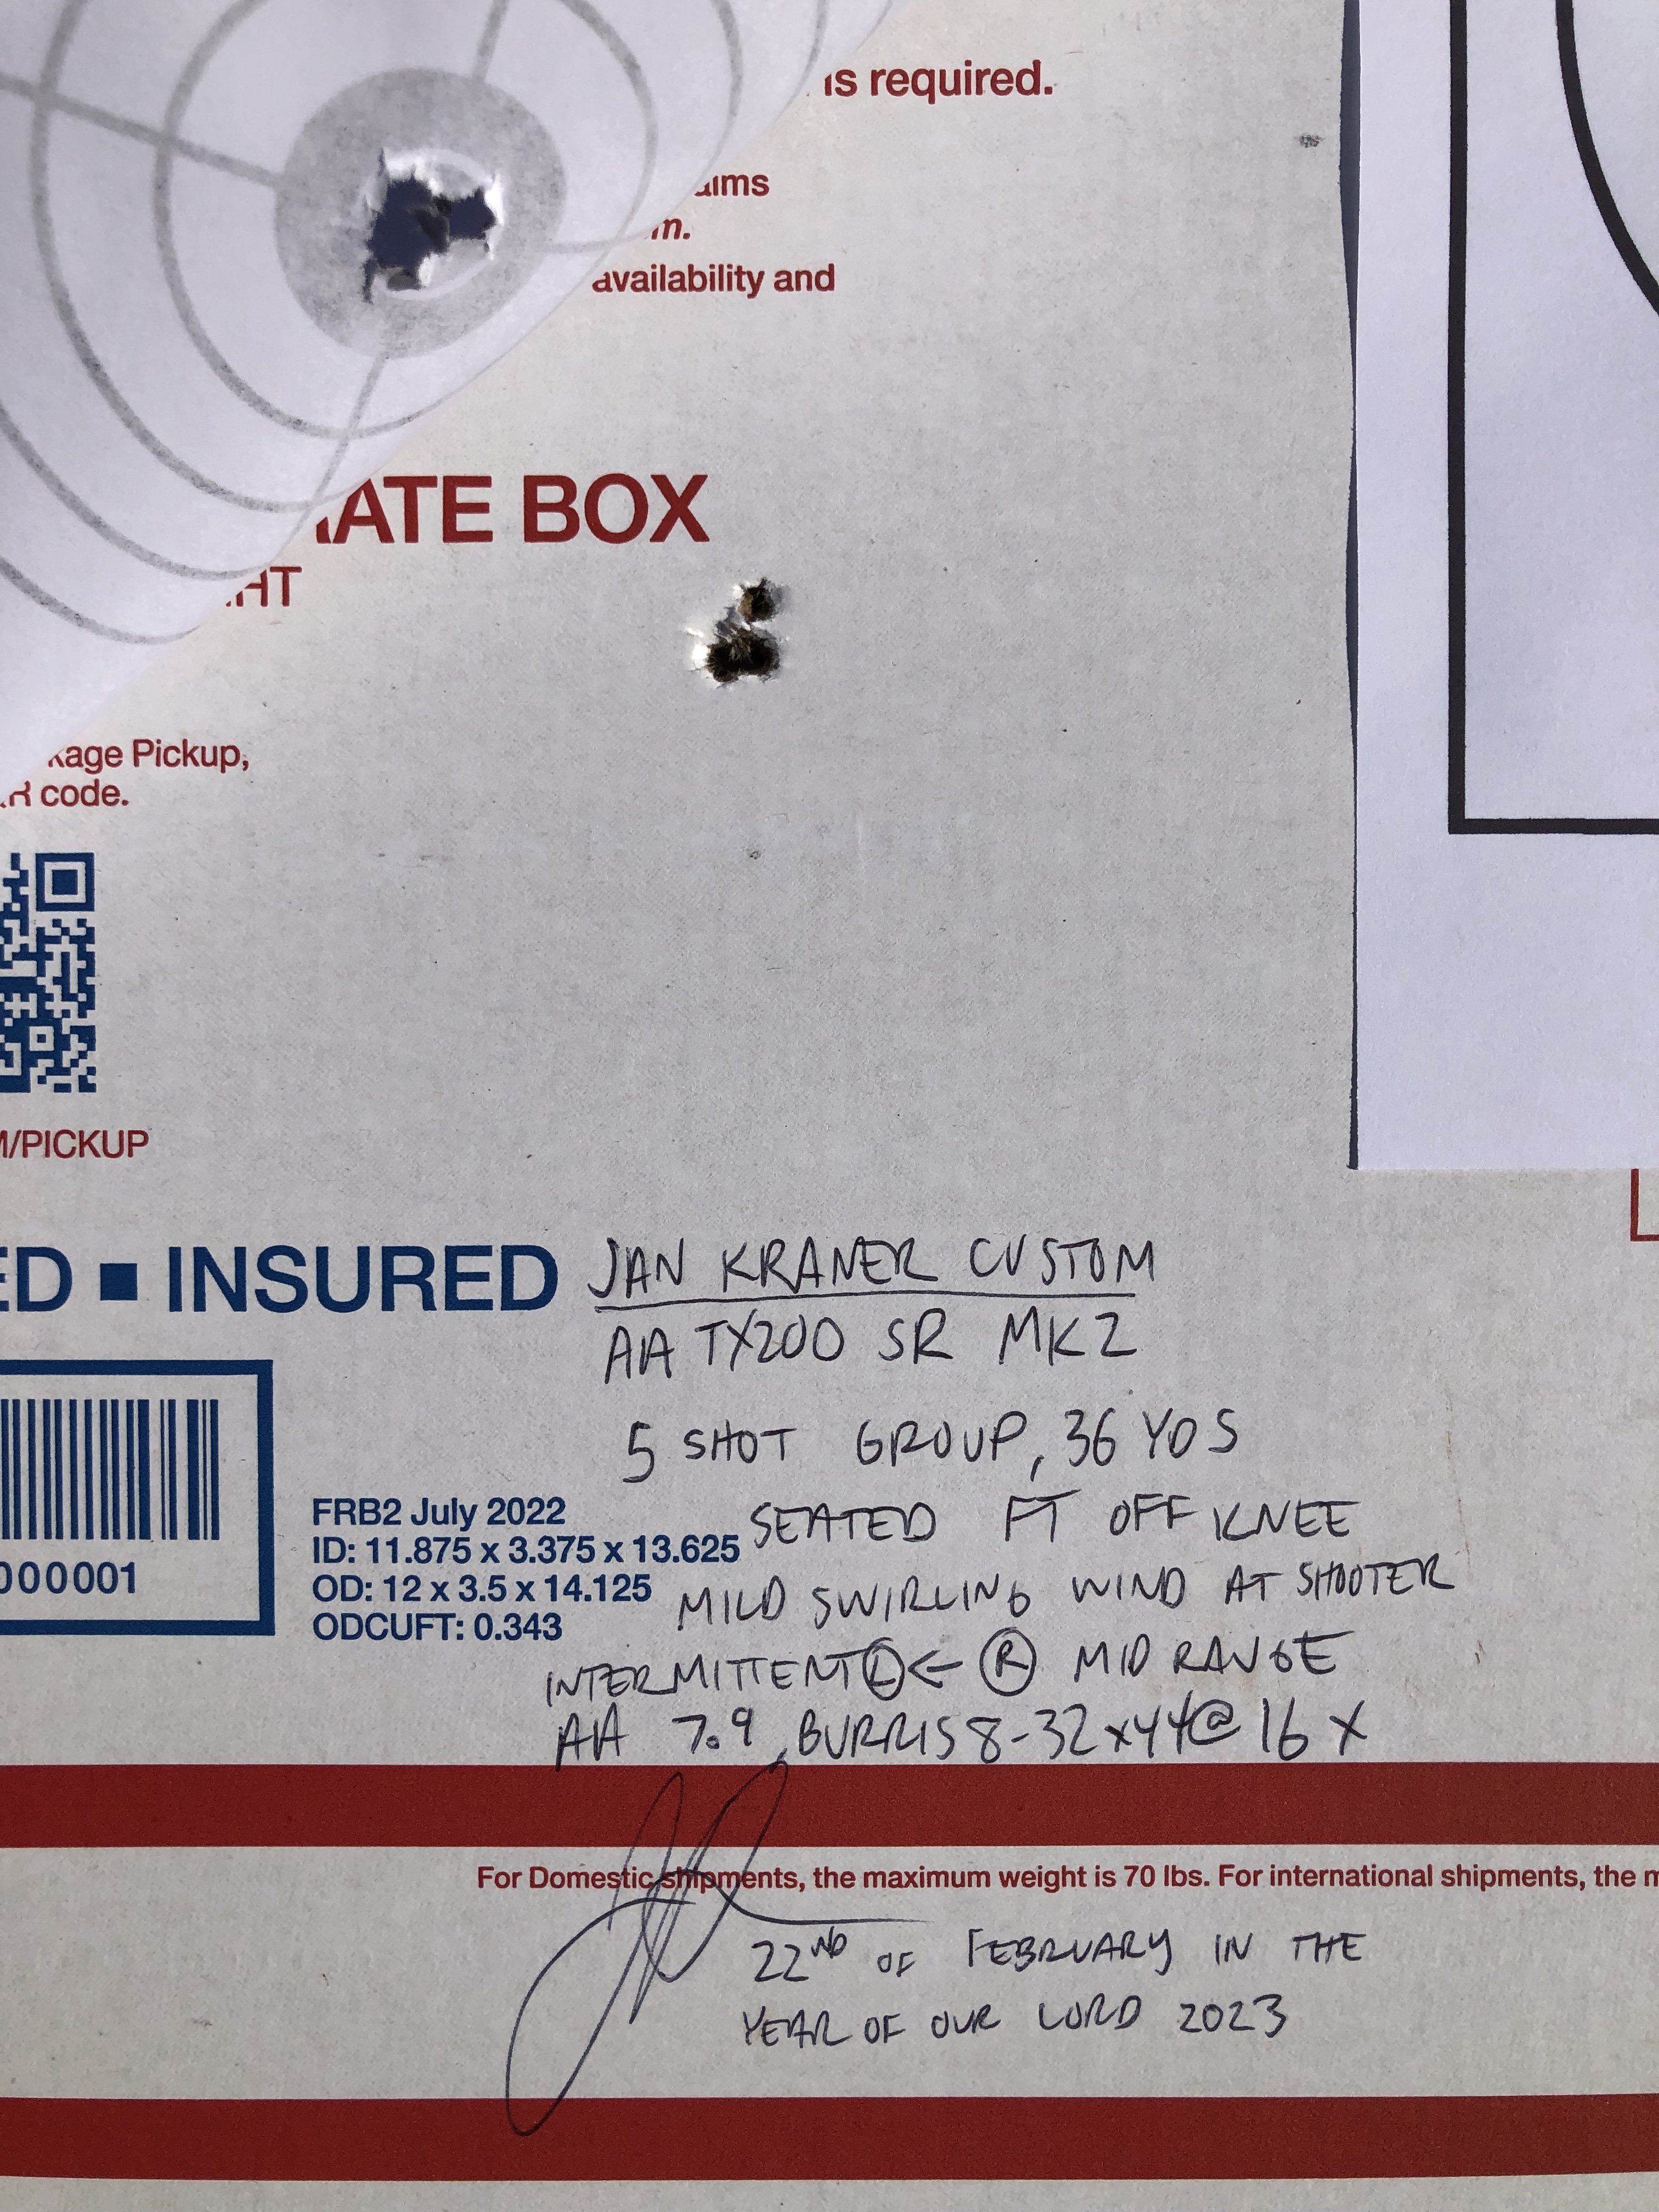 is required.
aims
m.
availability and
ATE BOX
HT
kage Pickup,
R code.
M/PICKUP
ED ▪ INSURED
JAN KRANER CUSTOM
AA TX200 SR MK2
5 SHOT GROUP, 36 YDS
SEATED FT OFF KNEE
MILD SWIRLING WIND AT SHOOTER
INTERMITTENT Ⓛ ← Ⓡ MID RANGE
AA 7.9, BURRIS 8-32x44 @ 16 X
000001
FRB2 July 2022
ID: 11.875 x 3.375 x 13.625
OD: 12 x 3.5 x 14.125
ODCUFT: 0.343
For Domestic shipments, the maximum weight is 70 lbs. For international shipments, the m
22ND OF FEBRUARY IN THE
YEAR OF OUR LORD 2023